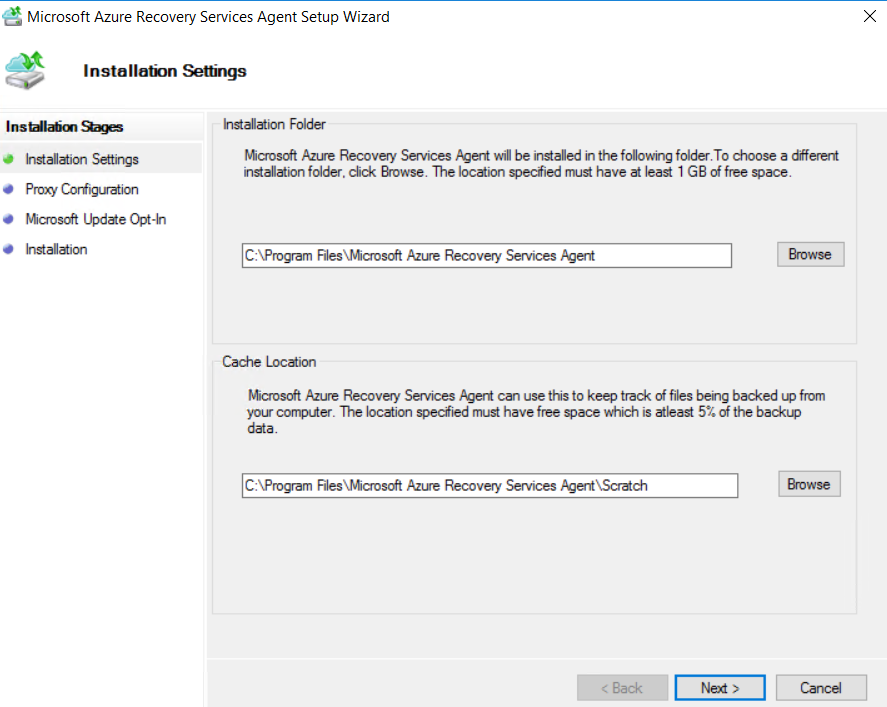 Microsoft Azure Recovery Services Agent Setup Wizard
Installation Settings
Installation Stages
Installation Settings
Proxy Configuration
Microsoft Update Opt-In
Installation
Installation Folder
Microsoft Azure Recovery Services Agent will be installed in the following folder.To choose a different
installation folder, click Browse. The location specified must have at least 1 GB of free space.
C:\Program Files\Microsoft Azure Recovery Services Agent
Browse
Cache Location
Microsoft Azure Recovery Services Agent can use this to keep track of files being backed up from
your computer. The location specified must have free space which is atleast 5% of the backup
data.
C:\Program Files\Microsoft Azure Recovery Services Agent\Scratch
Browse
< Back
Next >
Cancel